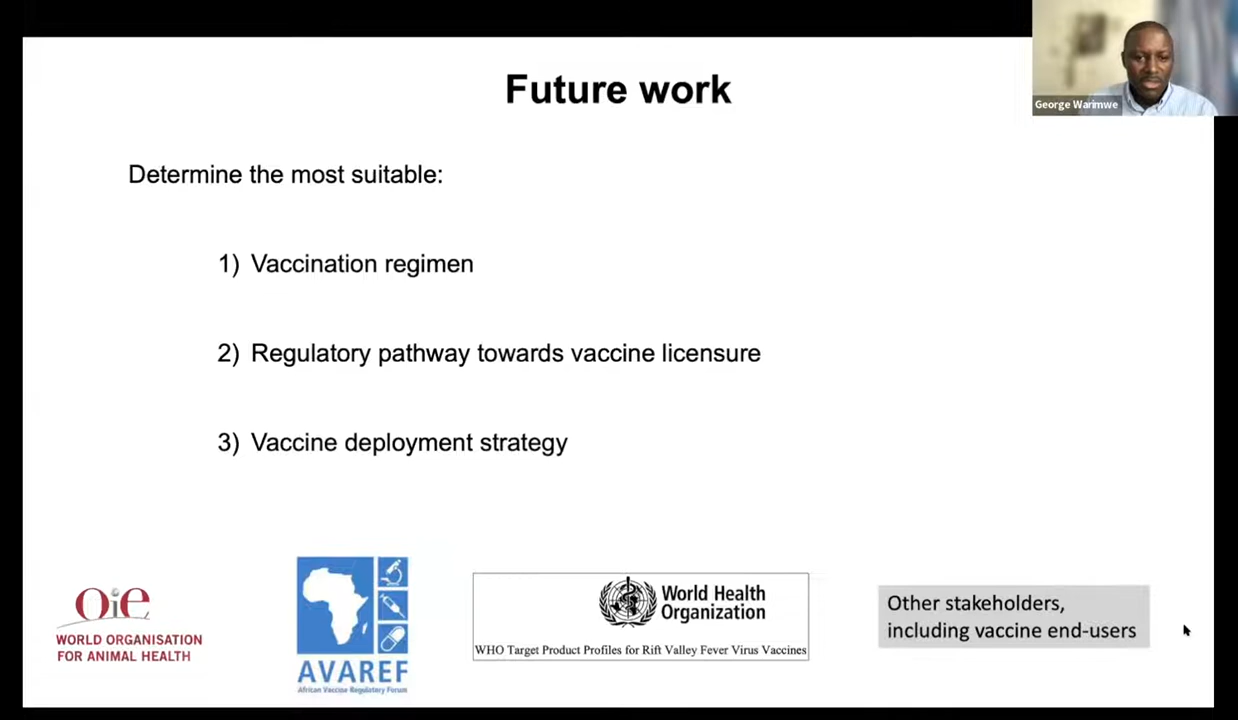 Future work
George Warimwe
Determine the most suitable:
1) Vaccination regimen
2) Regulatory pathway towards vaccine licensure
3) Vaccine deployment strategy
Oie
WORLD ORGANISATION
FOR ANIMAL HEALTH
AVAREF
African Vaccine Regulatory Forum
World Health
Organization
WHO Target Product Profiles for Rift Valley Fever Virus Vaccines
Other stakeholders,
including vaccine end-users